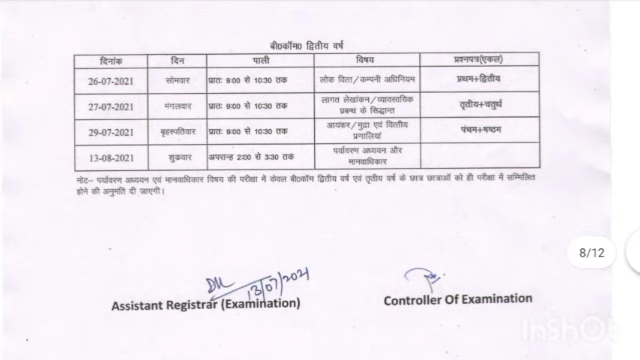 बी0कॉम0 द्वितीय वर्ष
दिनांक दिन पाली विषय प्रश्नपत्र(एकल)
26-07-2021 सोमवार प्रातः 9:00 से 10:30 तक लोक वित्त/कम्पनी अधिनियम प्रथम+द्वितीय
27-07-2021 मंगलवार प्रातः 9:00 से 10:30 तक लागत लेखांकन/व्यावसायिक प्रबन्ध के सिद्धान्त तृतीय+चतुर्थ
29-07-2021 बृहस्पतिवार प्रातः 9:00 से 10:30 तक आयकर/मुद्रा एवं वित्तीय प्रणालियां पंचम+षष्ठम
13-08-2021 शुक्रवार अपरान्ह 2:00 से 3:30 तक पर्यावरण अध्ययन और मानवाधिकार
नोट– पर्यावरण अध्ययन एवं मानवाधिकार विषय की परीक्षा में केवल बी0कॉम द्वितीय वर्ष एवं तृतीय वर्ष के छात्र छात्राओं को ही परीक्षा में सम्मिलित
होने की अनुमति दी जाएगी।
8/12
13/07/2021
Assistant Registrar (Examination)
Controller Of Examination
InShOt